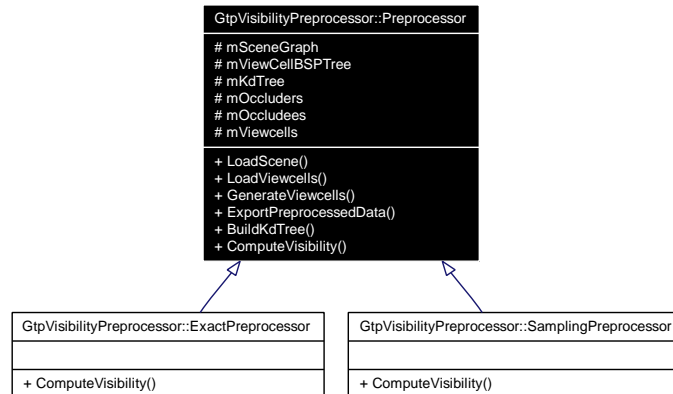 GtpVisibilityPreprocessor::Preprocessor
# mSceneGraph
# mViewCellBSPTree
# mKdTree
# mOccluders
# mOccludees
# mViewcells
+ LoadScene()
+ LoadViewcells()
+ GenerateViewcells()
+ ExportPreprocessedData()
+ BuildKdTree()
+ ComputeVisibility()
GtpVisibilityPreprocessor::ExactPreprocessor
+ ComputeVisibility()
GtpVisibilityPreprocessor::SamplingPreprocessor
+ ComputeVisibility()